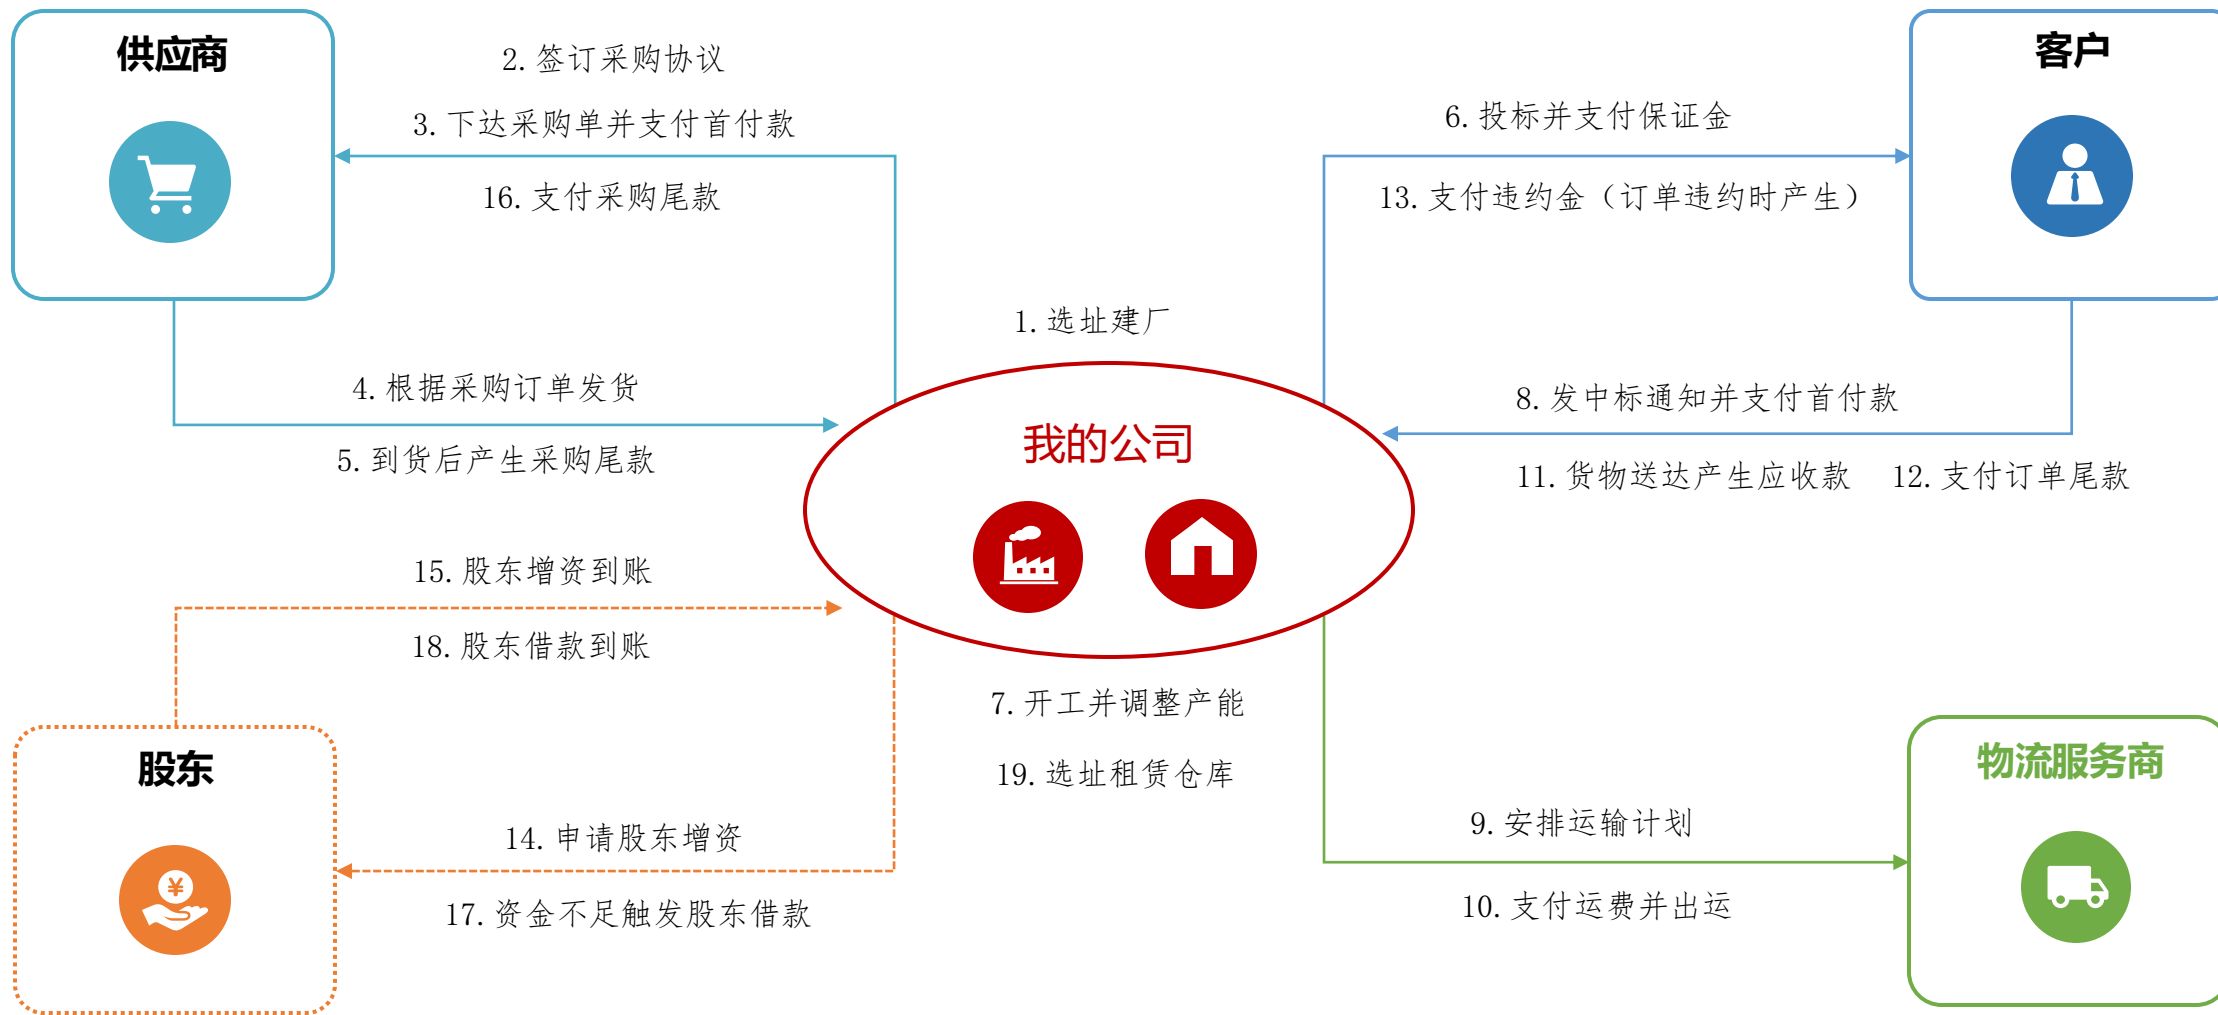 供应商
2. 签订采购协议
3. 下达采购单并支付首付款
16. 支付采购尾款
客户
6. 投标并支付保证金
13. 支付违约金（订单违约时产生）
1. 选址建厂
4. 根据采购订单发货
5. 到货后产生采购尾款
我的公司
8. 发中标通知并支付首付款
11. 货物送达产生应收款 12. 支付订单尾款
15. 股东增资到账
18. 股东借款到账
7. 开工并调整产能
19. 选址租赁仓库
股东
¥
14. 申请股东增资
17. 资金不足触发股东借款
物流服务商
9. 安排运输计划
10. 支付运费并出运